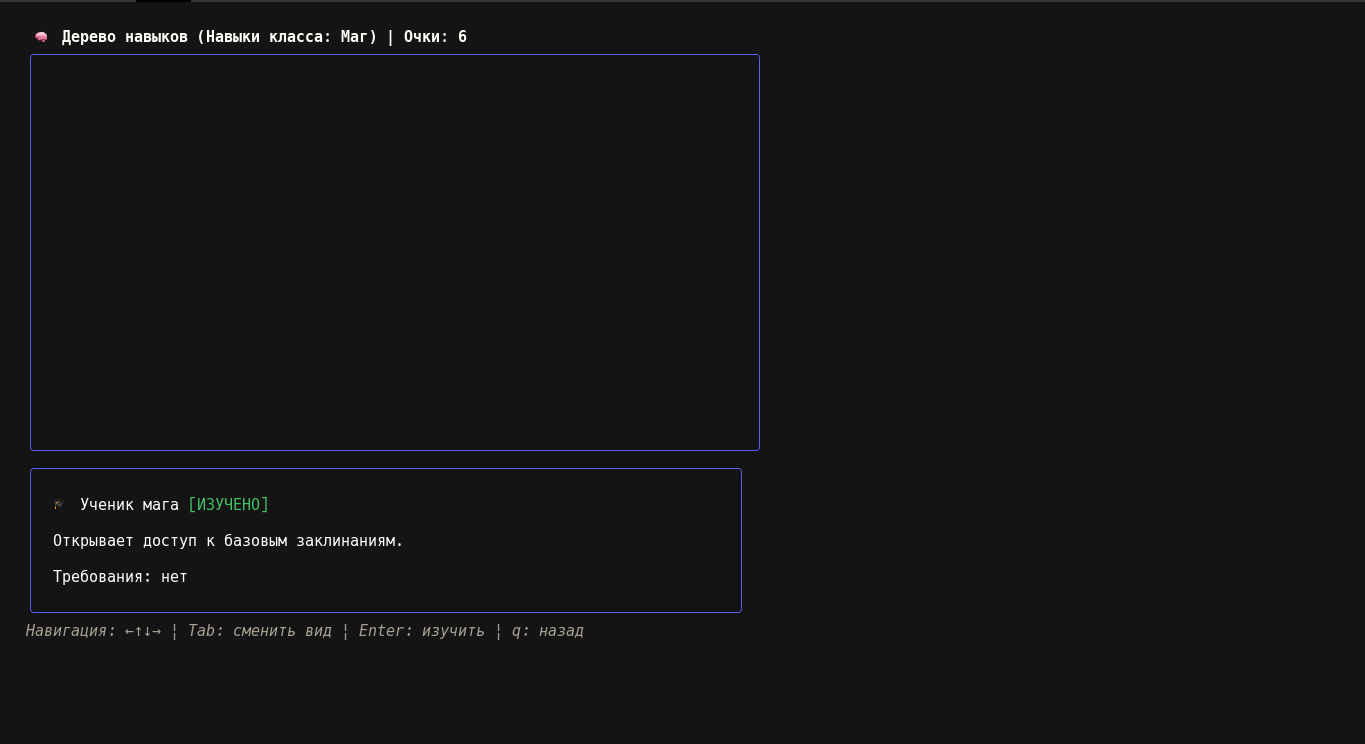 🧠 Дерево навыков (Навыки класса: Маг) | Очки: 6
Ученик мага [ИЗУЧЕНО]
Открывает доступ к базовым заклинаниям.
Требования: нет
Навигация: ←↑↓→ ¦ Tab: сменить вид ¦ Enter: изучить ¦ q: назад